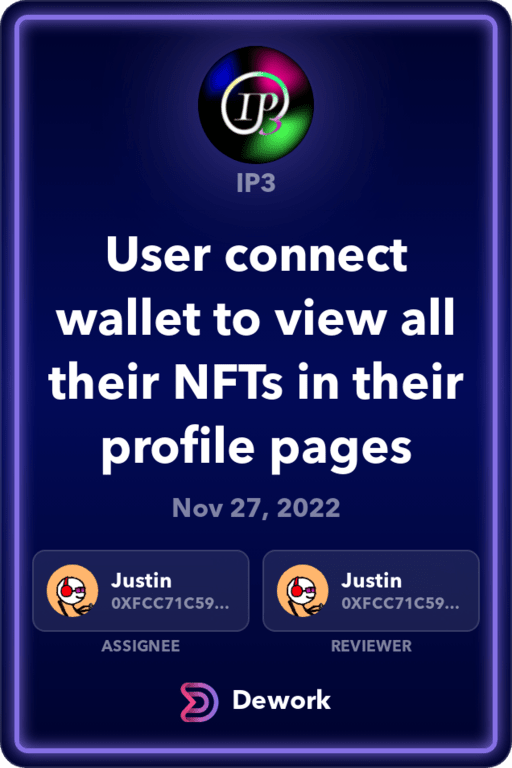 IP3
IP3
User connect
wallet to view all
their NFTs in their
profile pages
Nov 27, 2022
Justin
0XFCC71C59...
Justin
0XFCC71C59...
ASSIGNEE
REVIEWER
Dework